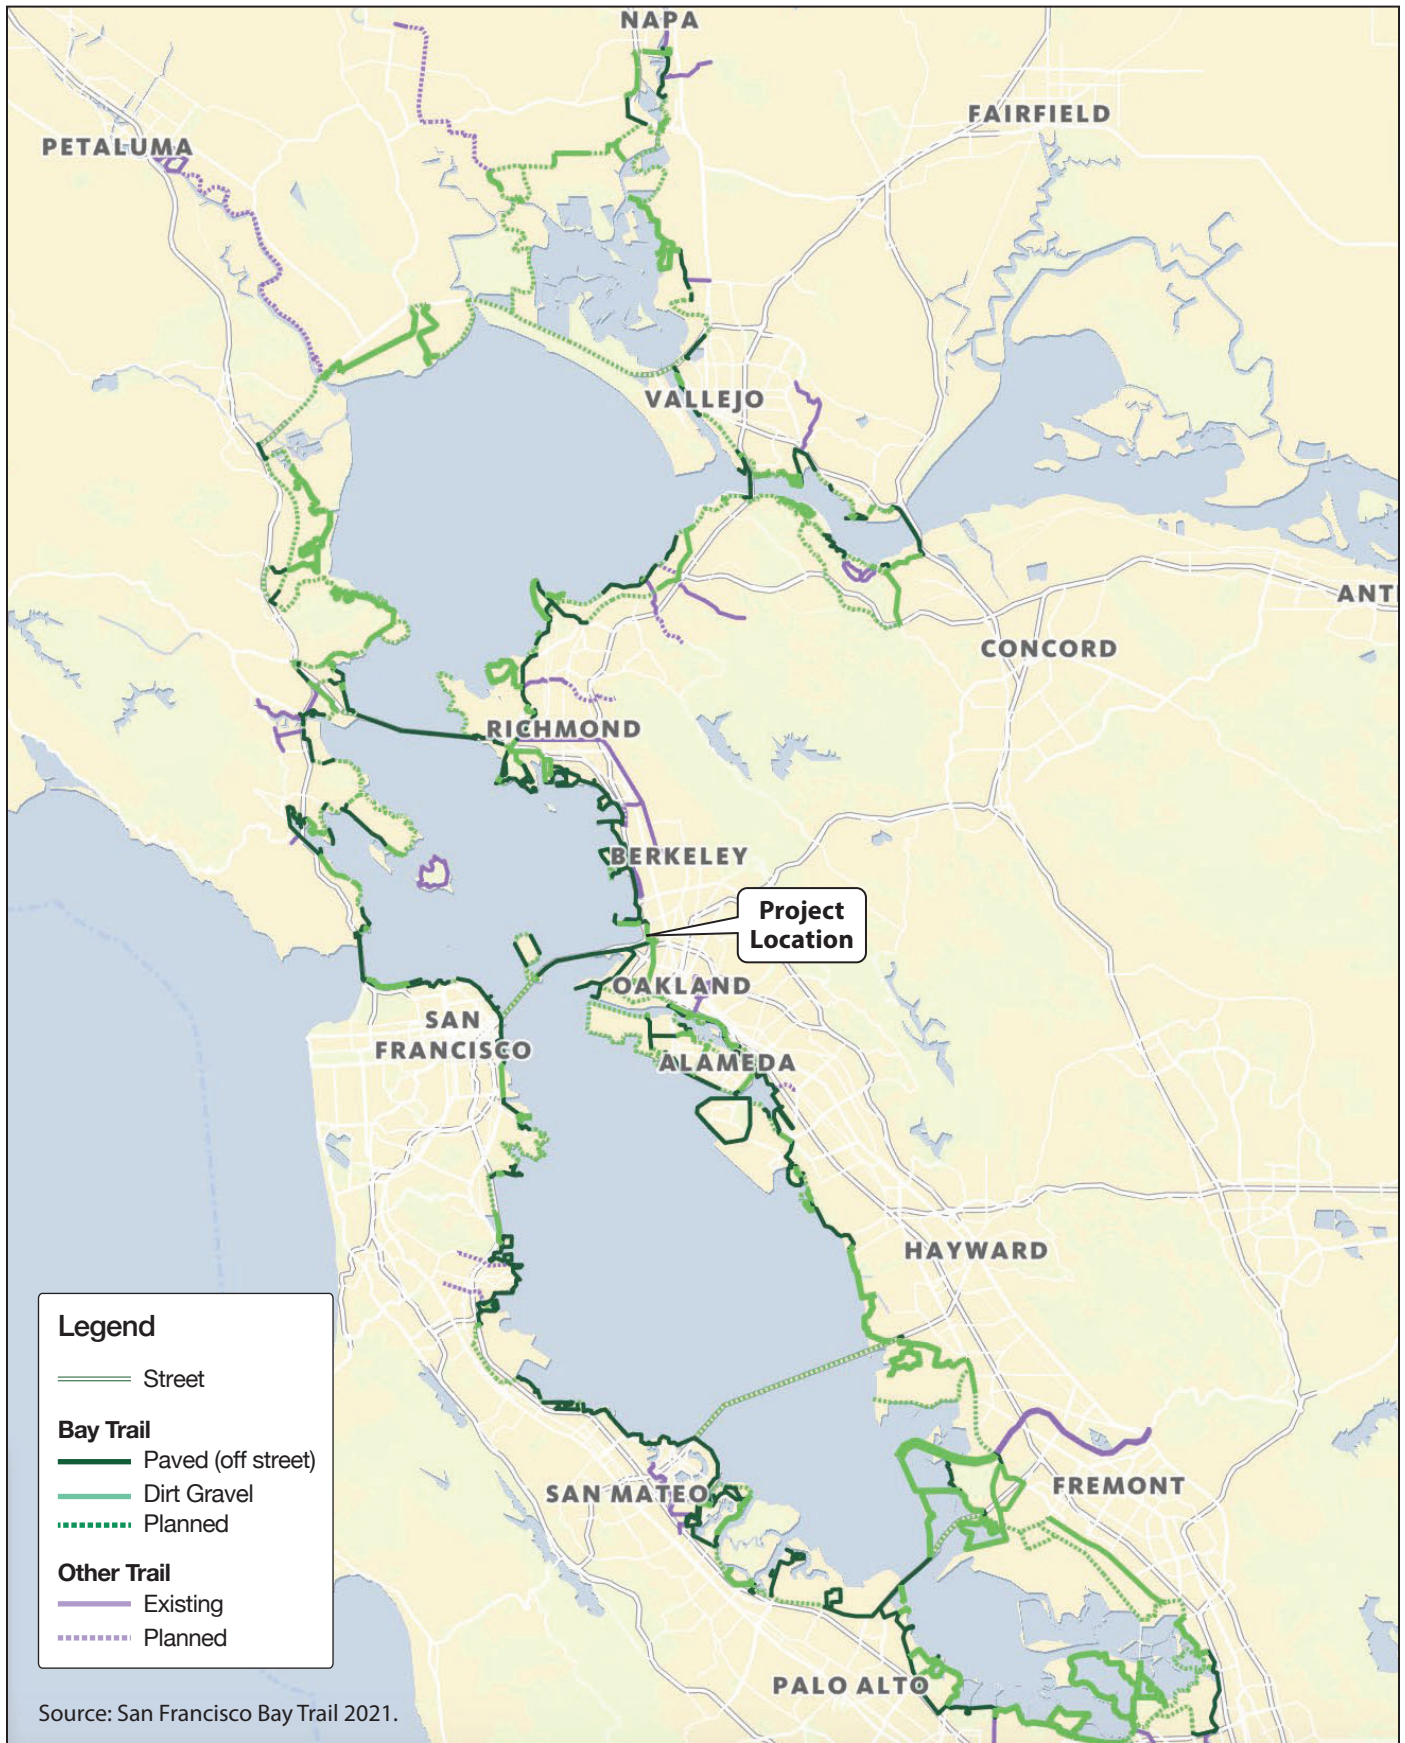 NAPA
FAIRFIELD
PETALUMA
VALLEJO
ANTI
CONCORD
RICHMOND
BERKELEY
Project
Location
OAKLAND
SAN
FRANCISCO
ALAMEDA
HAYWARD
SAN MATEO
FREMONT
PALO ALTO
Legend
Street
Bay Trail
Paved (off street)
Dirt Gravel
Planned
Other Trail
Existing
Planned
Source: San Francisco Bay Trail 2021.